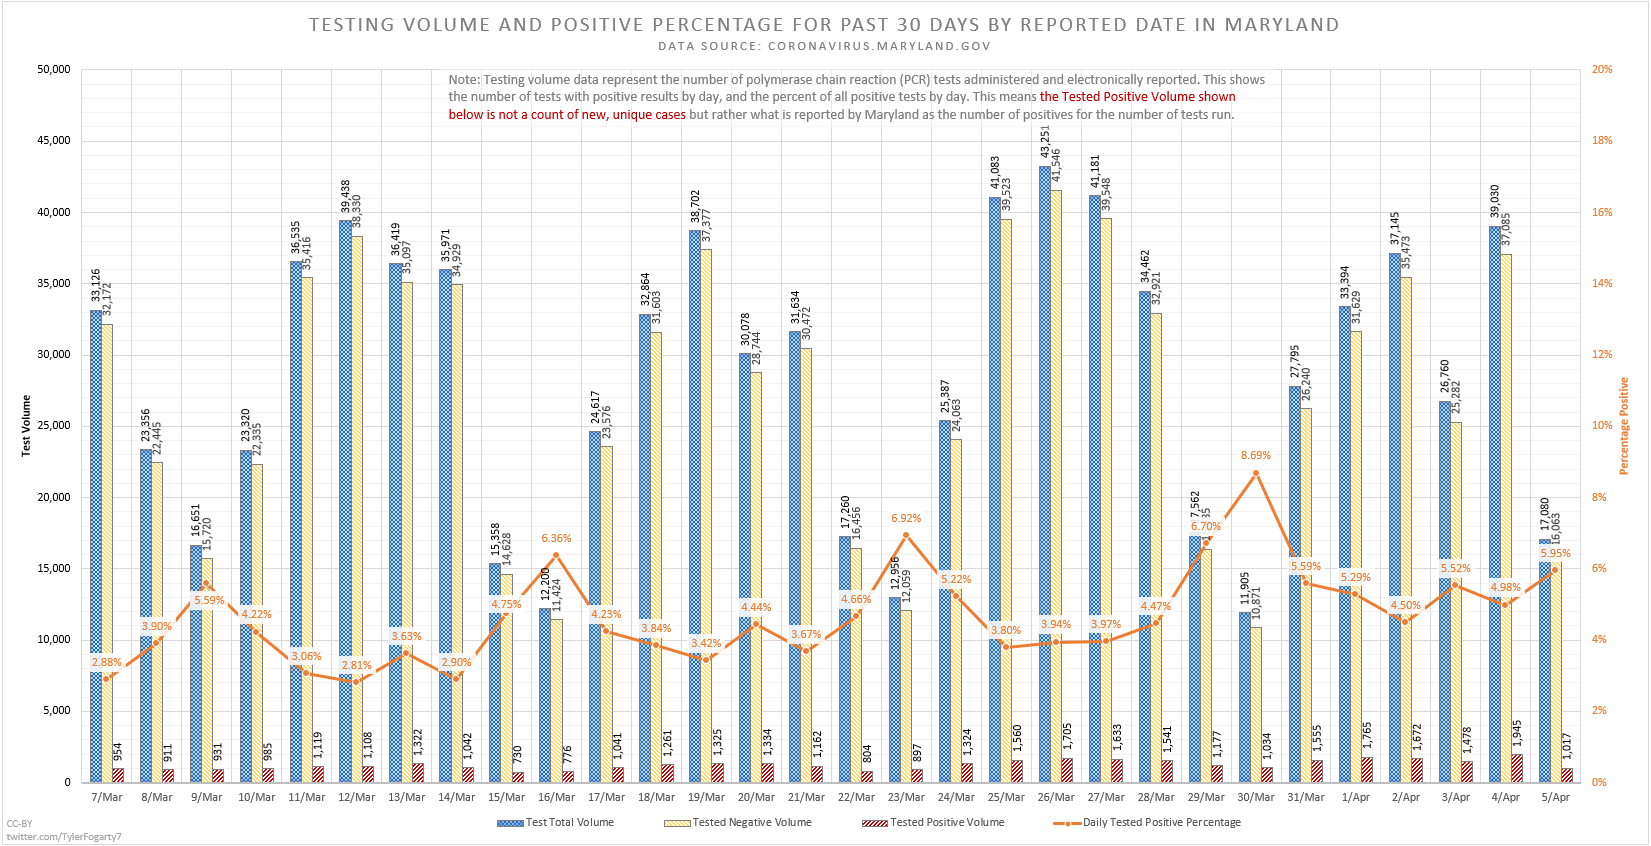 TESTING VOLUME AND POSITIVE PERCENTAGE FOR PAST 30 DAYS BY REPORTED DATE IN MARYLAND
DATA SOURCE: CORONAVIRUS.MARYLAND.GOV
Note: Testing volume data represent the number of polymerase chain reaction (PCR) tests administered and electronically reported. This shows
the number of tests with positive results by day, and the percent of all positive tests by day. This means the Tested Positive Volume shown
below is not a count of new, unique cases but rather what is reported by Maryland as the number of positives for the number of tests run.
Test Volume
50,000
45,000
40,000
35,000
30,000
25,000
20,000
15,000
10,000
5,000
0
Percentage Positive
20%
18%
16%
14%
12%
10%
8%
6%
4%
2%
0%
33,126 32,172 2.88% 954
23,356 22,445 3.90% 911
16,651 15,720 5.59% 931
23,320 22,335 4.22% 985
36,535 35,416 3.06% 1,119
39,438 38,330 2.81% 1,108
36,419 35,097 3.63% 1,322
35,971 34,929 2.90% 1,042
15,358 14,628 4.75% 730
12,200 11,424 6.36% 776
24,617 23,576 4.23% 1,041
32,864 31,603 3.84% 1,261
38,702 37,377 3.42% 1,325
30,078 28,744 4.44% 1,334
31,634 30,472 3.67% 1,162
17,260 16,456 4.66% 804
12,956 12,059 6.92% 897
25,387 24,063 5.22% 1,324
41,083 39,523 3.80% 1,560
43,251 41,546 3.94% 1,705
41,181 39,548 3.97% 1,633
34,462 32,921 4.47% 1,541
6.70% 1,177
11,905 10,871 8.69% 1,034
27,795 26,240 5.59% 1,555
33,394 31,629 5.29% 1,765
37,145 35,473 4.50% 1,672
26,760 25,282 5.52% 1,478
39,030 37,085 4.98% 1,945
17,080 16,063 5.95% 1,017
7/Mar 8/Mar 9/Mar 10/Mar 11/Mar 12/Mar 13/Mar 14/Mar 15/Mar 16/Mar 17/Mar 18/Mar 19/Mar 20/Mar 21/Mar 22/Mar 23/Mar 24/Mar 25/Mar 26/Mar 27/Mar 28/Mar 29/Mar 30/Mar 31/Mar 1/Apr 2/Apr 3/Apr 4/Apr 5/Apr
Test Total Volume Tested Negative Volume Tested Positive Volume Daily Tested Positive Percentage
CC-BY
twitter.com/TylerFogarty7